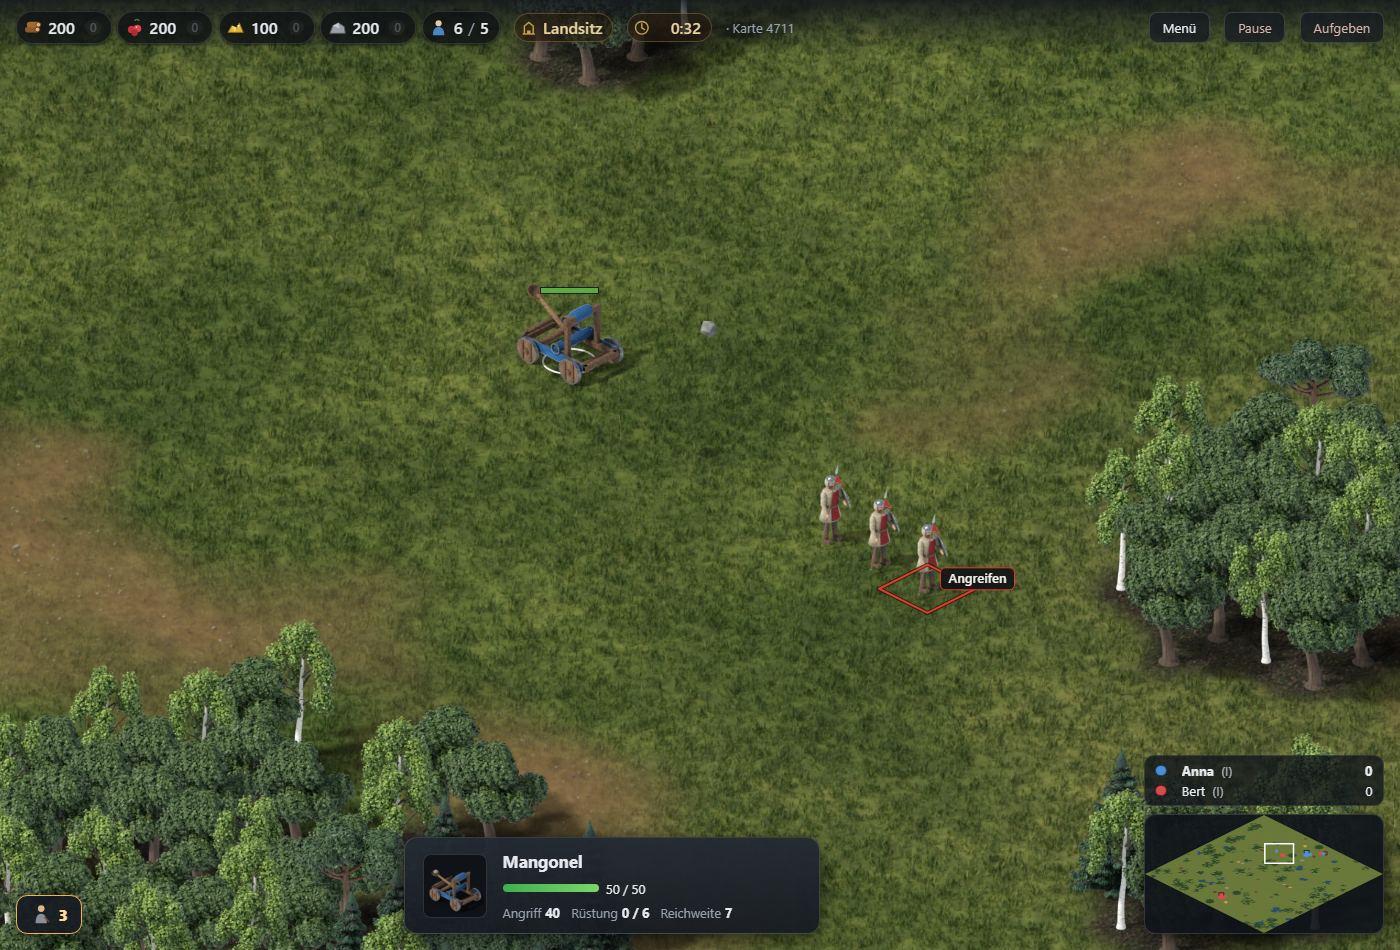 200 0 200 0 100 0 200 0 6 / 5 Landsitz 0:32 · Karte 4711 Menü Pause Aufgeben
Angreifen
Anna (I) 0
Bert (I) 0
Mangonel
50 / 50
Angriff 40 Rüstung 0 / 6 Reichweite 7
3